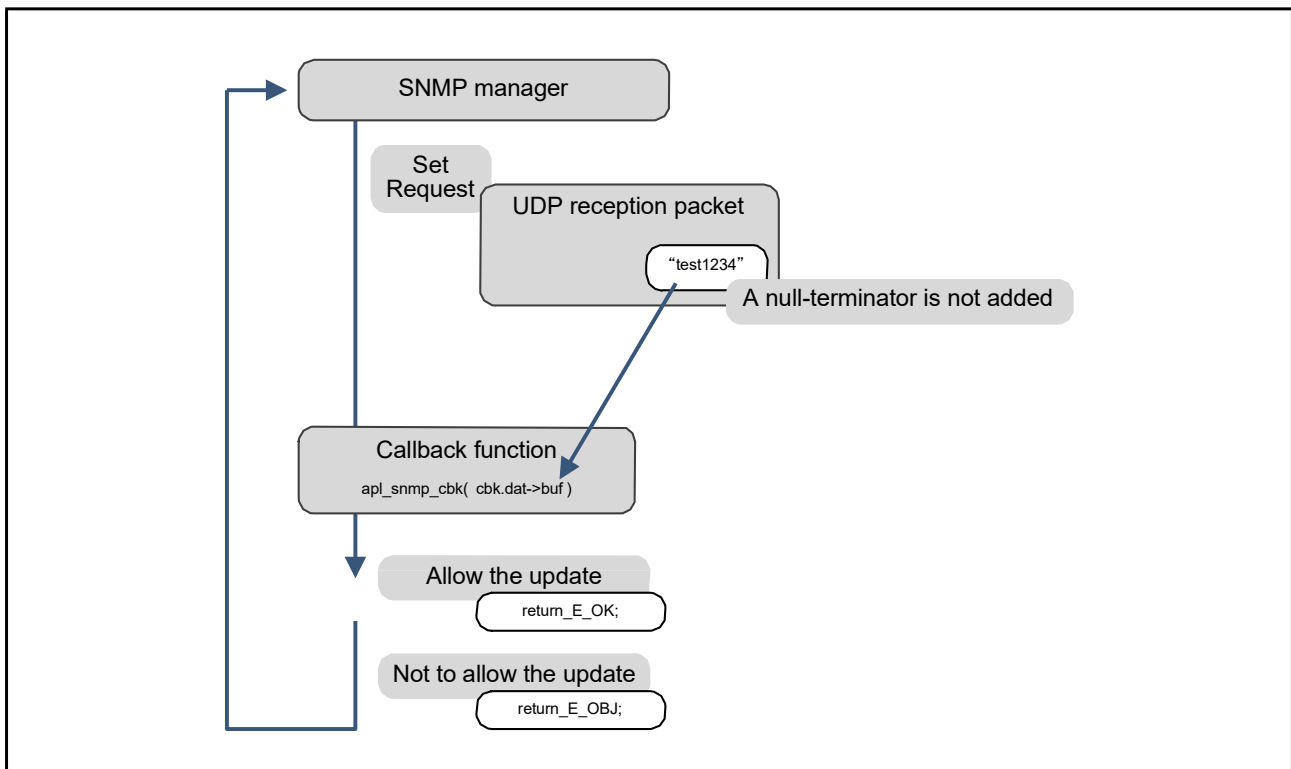 SNMP manager
Set
Request
UDP reception packet
“test1234”
A null-terminator is not added
Callback function
apl_snmp_cbk( cbk.dat->buf )
Allow the update
return_E_OK;
Not to allow the update
return_E_OBJ;